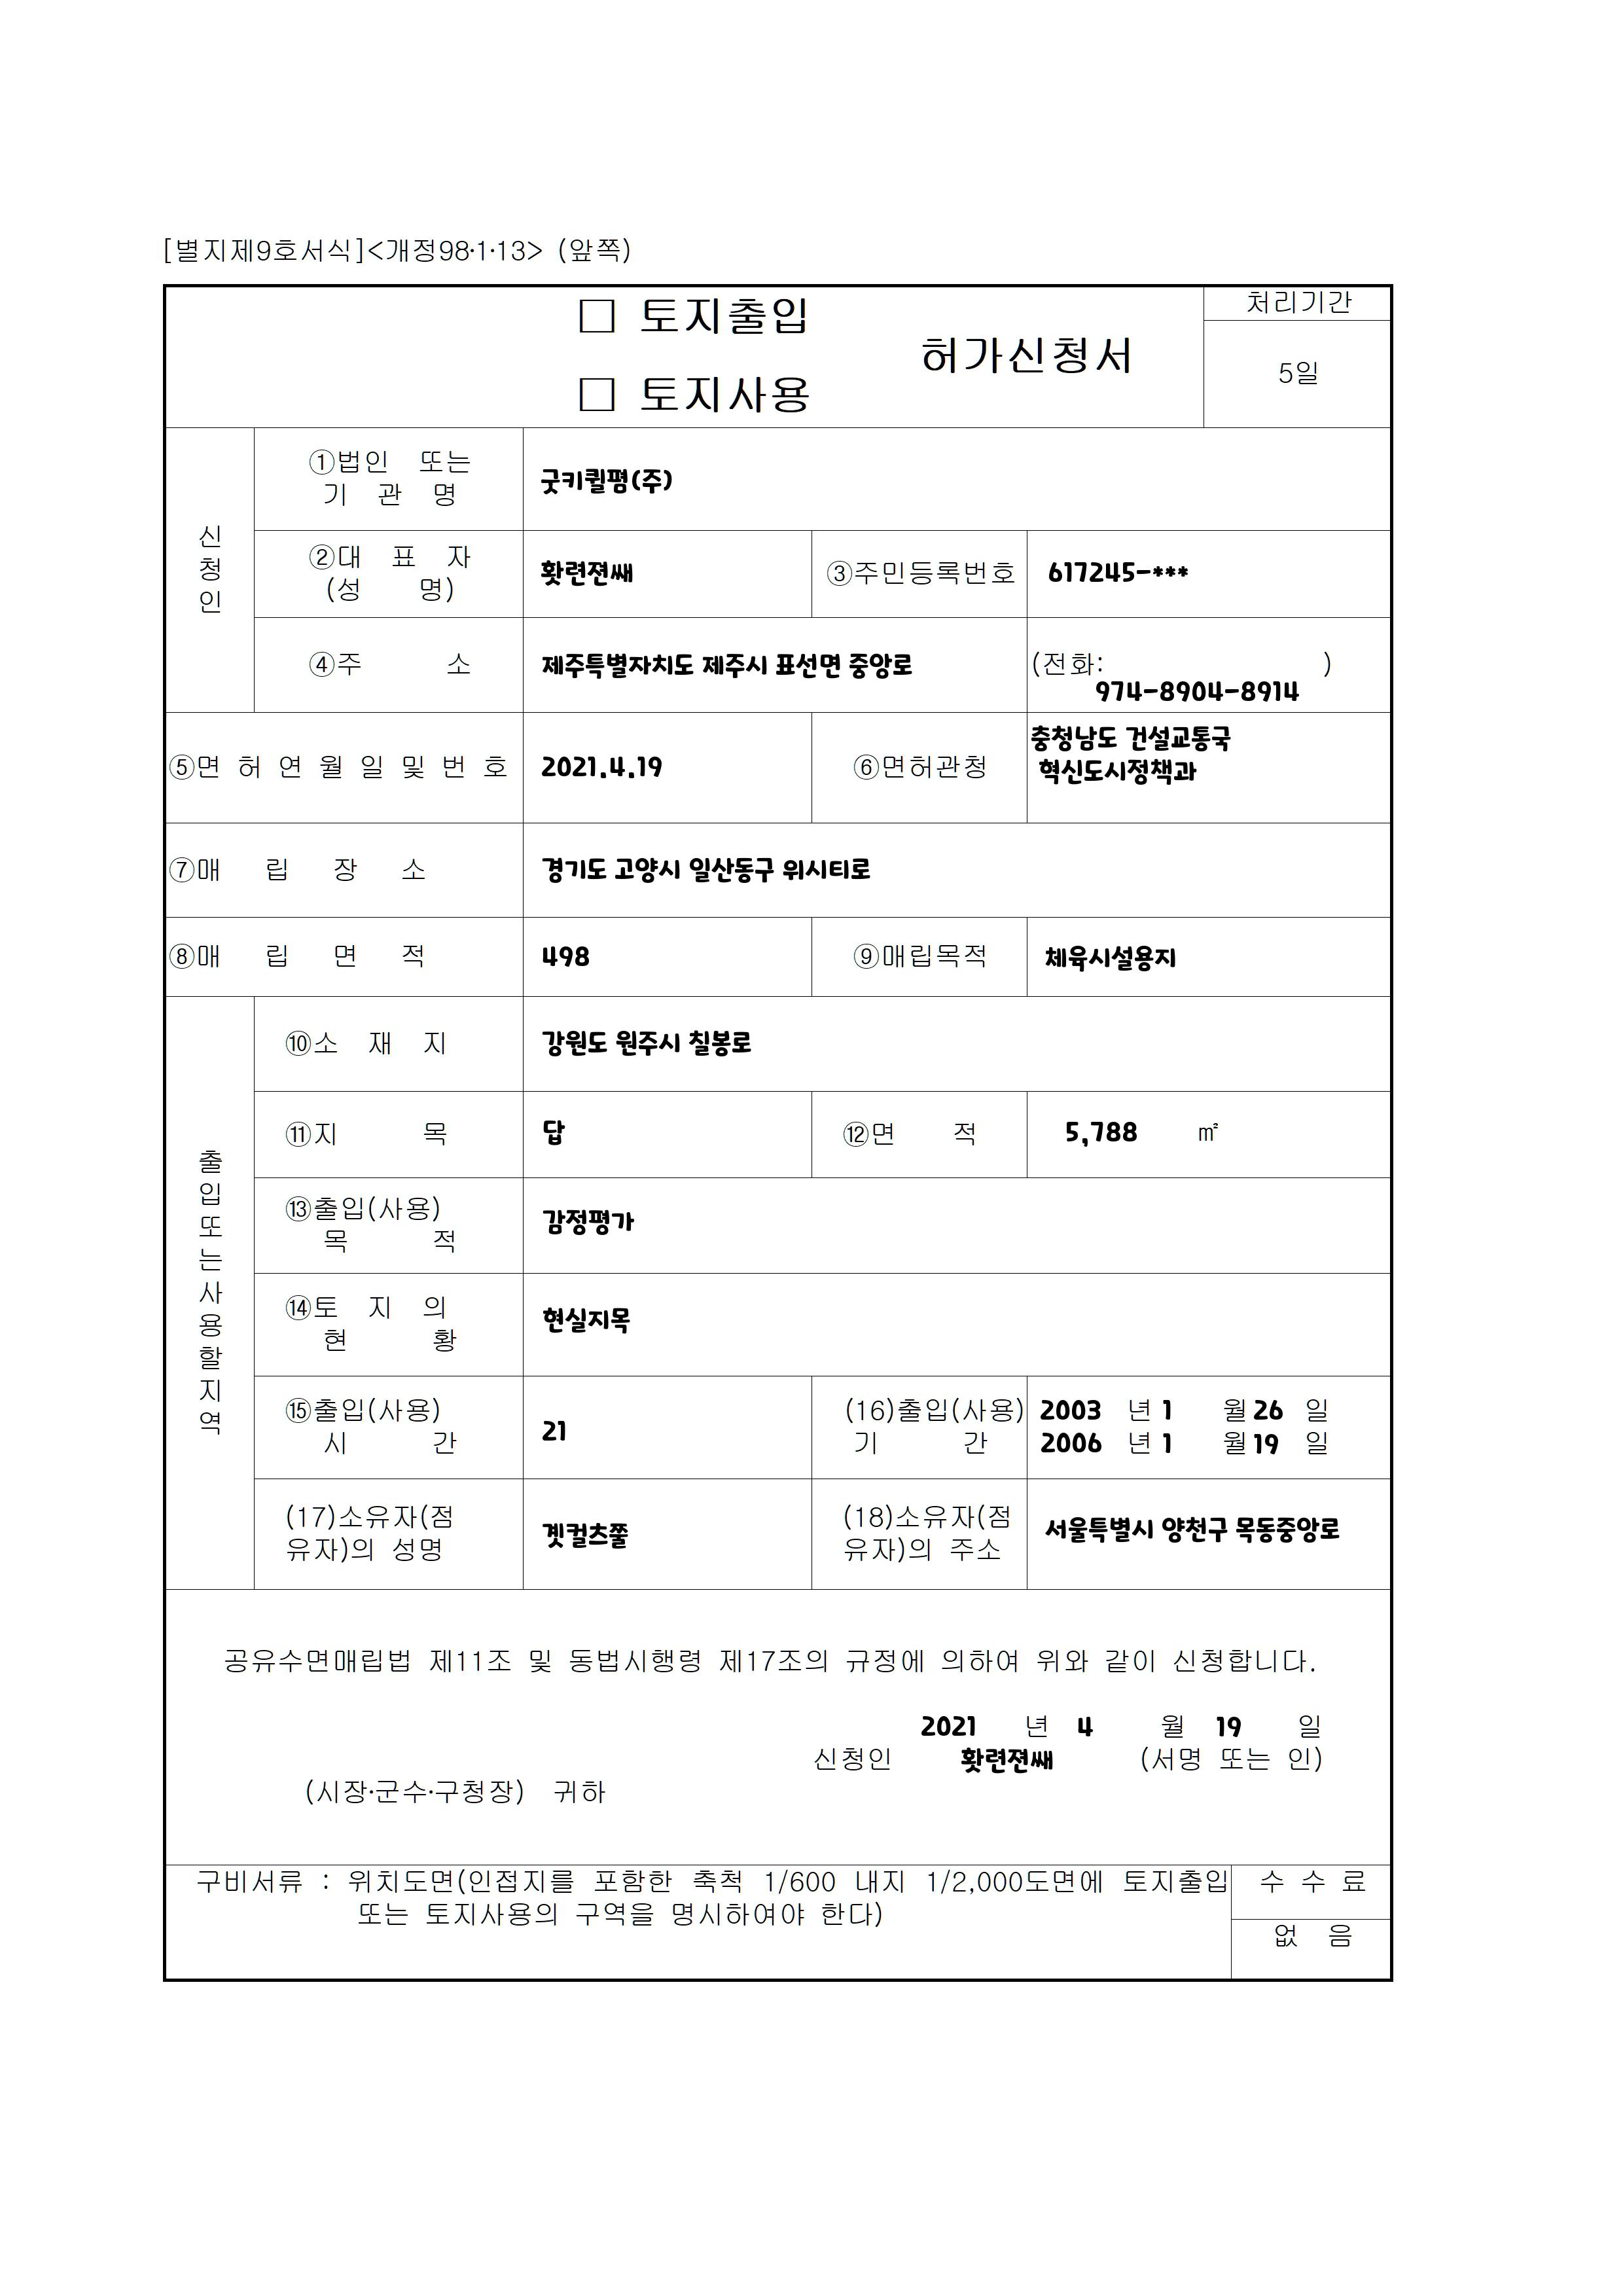 [별지제9호서식]<개정98·1·13> (앞쪽)
□ 토지출입
□ 토지사용
허가신청서
처리기간
5일
신청인
①법인 또는
기 관 명
굿키퀼평(주)
②대 표 자
(성 명)
홧련젼쌔
③주민등록번호
617245-***
④주 소
제주특별자치도 제주시 표선면 중앙로
(전화: )
974-8904-8914
⑤면 허 연 월 일 및 번 호
2021.4.19
⑥면허관청
충청남도 건설교통국
혁신도시정책과
⑦매 립 장 소
경기도 고양시 일산동구 위시티로
⑧매 립 면 적
498
⑨매립목적
체육시설용지
출입또는사용할지역
⑩소 재 지
강원도 원주시 칠봉로
⑪지 목
답
⑫면 적
5,788 ㎡
⑬출입(사용)
목 적
감정평가
⑭토 지 의
현 황
현실지목
⑮출입(사용)
시 간
21
(16)출입(사용)
기 간
2003 년 1 월 26 일
2006 년 1 월 19 일
(17)소유자(점
유자)의 성명
곗컬츠쭐
(18)소유자(점
유자)의 주소
서울특별시 양천구 목동중앙로
공유수면매립법 제11조 및 동법시행령 제17조의 규정에 의하여 위와 같이 신청합니다.
2021 년 4 월 19 일
신청인 홧련젼쌔 (서명 또는 인)
(시장·군수·구청장) 귀하
구비서류 : 위치도면(인접지를 포함한 축척 1/600 내지 1/2,000도면에 토지출입
또는 토지사용의 구역을 명시하여야 한다)
수 수 료
없 음